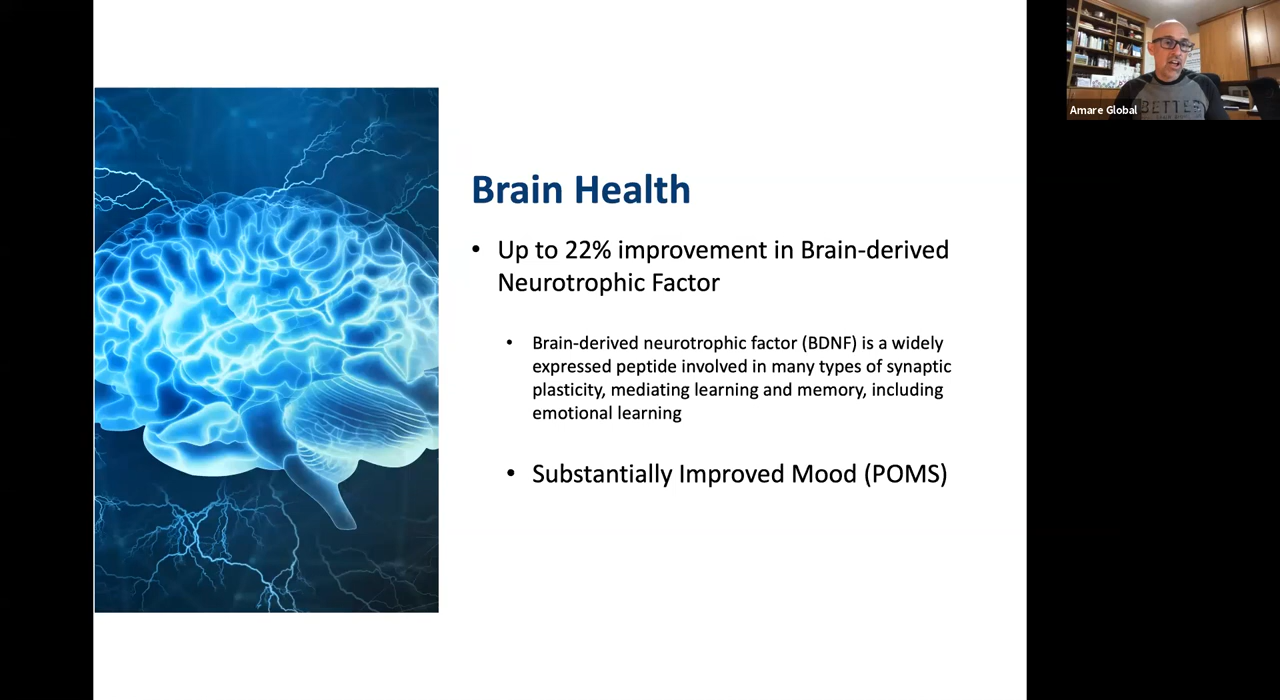 Amare Global
BETTER
Brain Health
• Up to 22% improvement in Brain-derived
Neurotrophic Factor
• Brain-derived neurotrophic factor (BDNF) is a widely
expressed peptide involved in many types of synaptic
plasticity, mediating learning and memory, including
emotional learning
• Substantially Improved Mood (POMS)